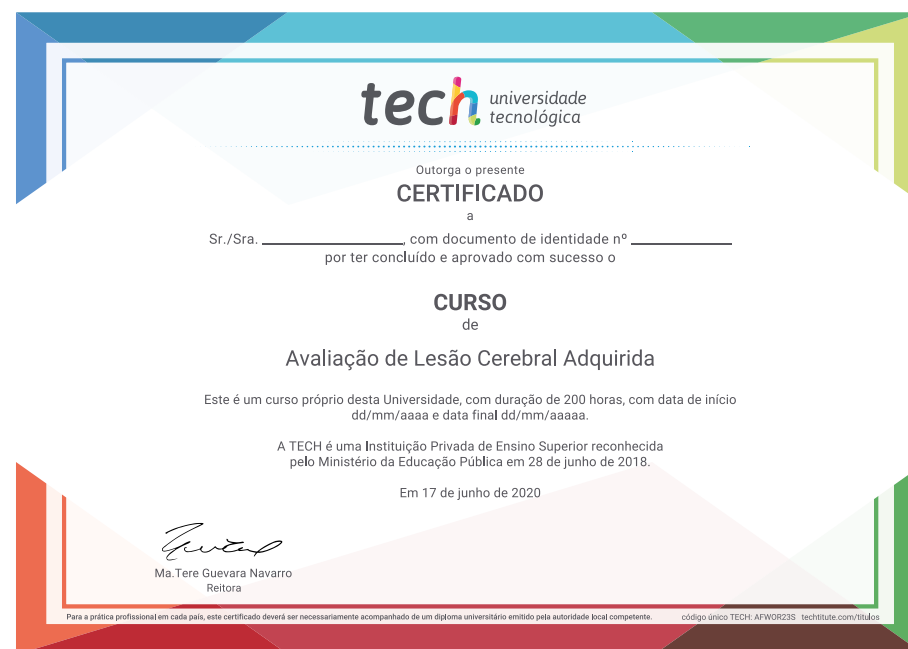 tech universidade
tecnológica
Outorga o presente
CERTIFICADO
a
Sr./Sra. ______________, com documento de identidade nº __________
por ter concluído e aprovado com sucesso o
CURSO
de
Avaliação de Lesão Cerebral Adquirida
Este é um curso próprio desta Universidade, com duração de 200 horas, com data de início
dd/mm/aaaa e data final dd/mm/aaaaa.
A TECH é uma Instituição Privada de Ensino Superior reconhecida
pelo Ministério da Educação Pública em 28 de junho de 2018.
Em 17 de junho de 2020
Ma.Tere Guevara Navarro
Reitora
Para a prática profissional em cada país, este certificado deverá ser necessariamente acompanhado de um diploma universitário emitido pela autoridade local competente. código único TECH: AFWOR23S techtitute.com/titulos